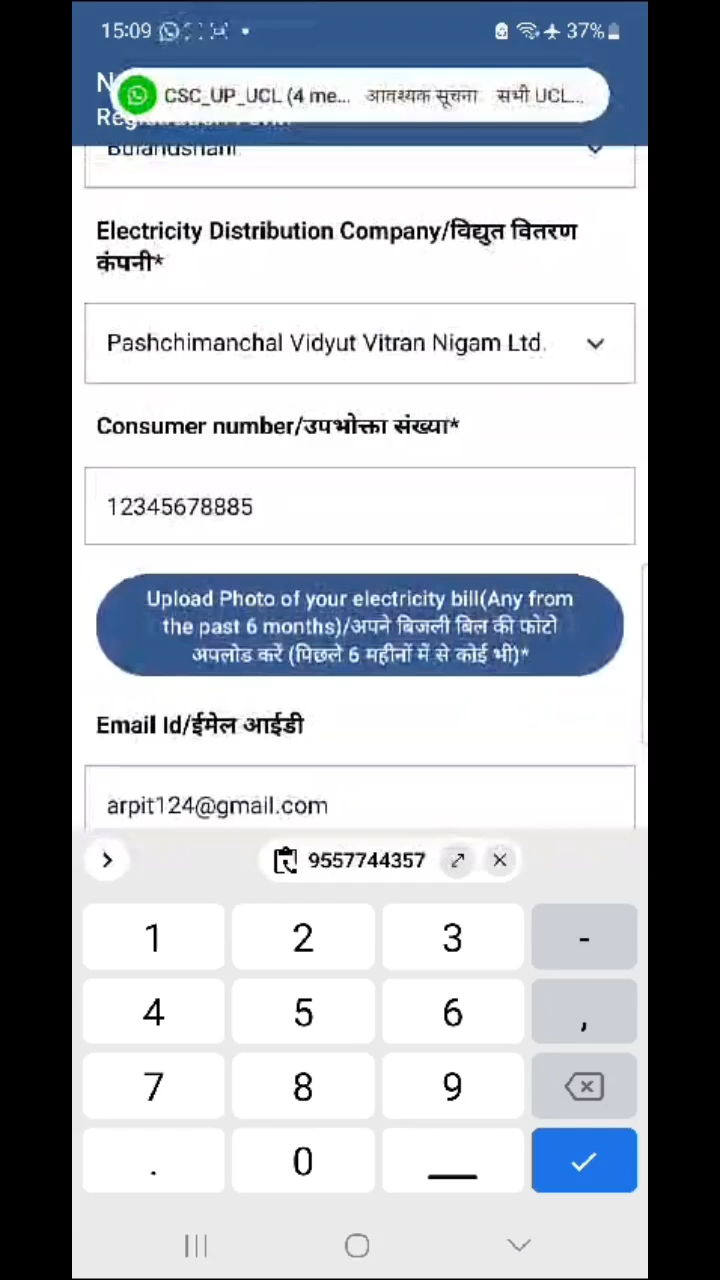 15:09
37%
CSC_UP_UCL (4 me... आवश्यक सूचना सभी UCL...
Bulandshahr
Electricity Distribution Company/विद्युत वितरण
कंपनी*
Pashchimanchal Vidyut Vitran Nigam Ltd.
Consumer number/उपभोक्ता संख्या*
12345678885
Upload Photo of your electricity bill(Any from
the past 6 months)/अपने बिजली बिल की फोटो
अपलोड करें (पिछले 6 महीनों में से कोई भी)*
Email Id/ईमेल आईडी
arpit124@gmail.com
9557744357
1 2 3 -
4 5 6 ,
7 8 9
. 0